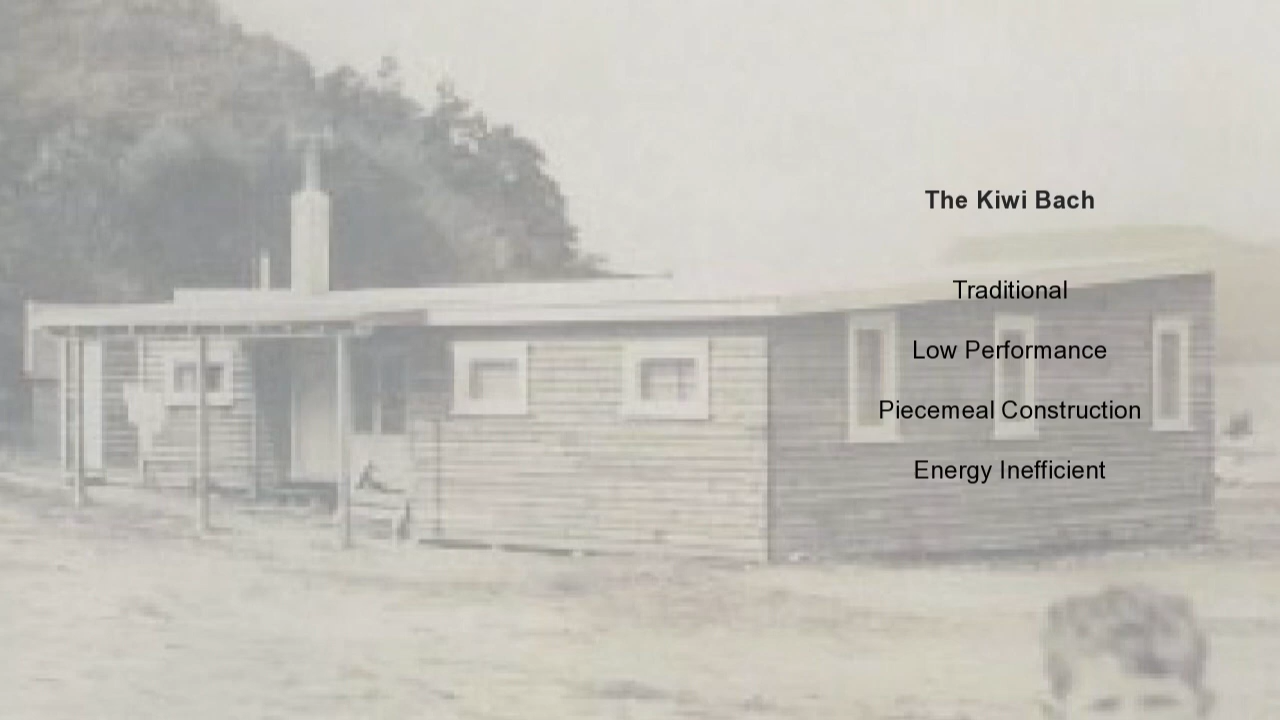 The Kiwi Bach
Traditional
Low Performance
Piecemeal Construction
Energy Inefficient